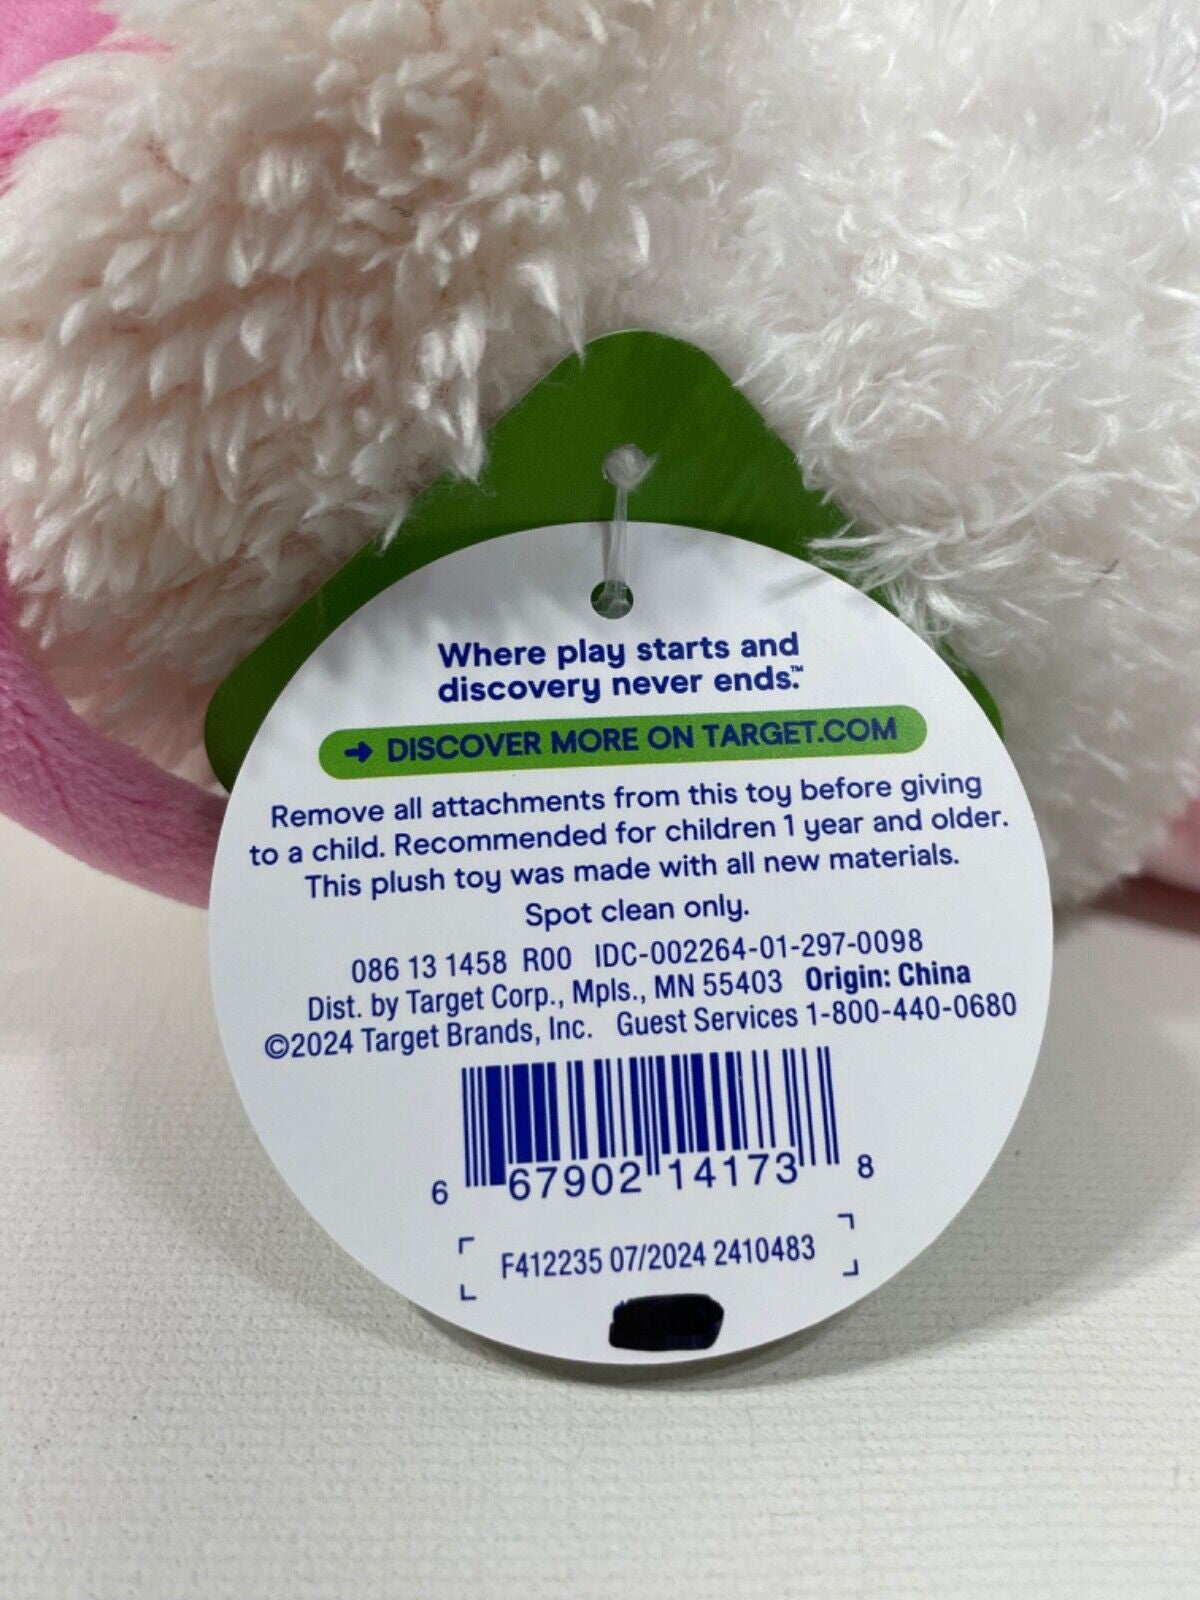 Where play starts and
discovery never ends.™
→ DISCOVER MORE ON TARGET.COM
Remove all attachments from this toy before giving
to a child. Recommended for children 1 year and older.
This plush toy was made with all new materials.
Spot clean only.
086 13 1458 R00 IDC-002264-01-297-0098
Dist. by Target Corp., Mpls., MN 55403 Origin: China
©2024 Target Brands, Inc. Guest Services 1-800-440-0680
6 67902 14173 8
F412235 07/2024 2410483